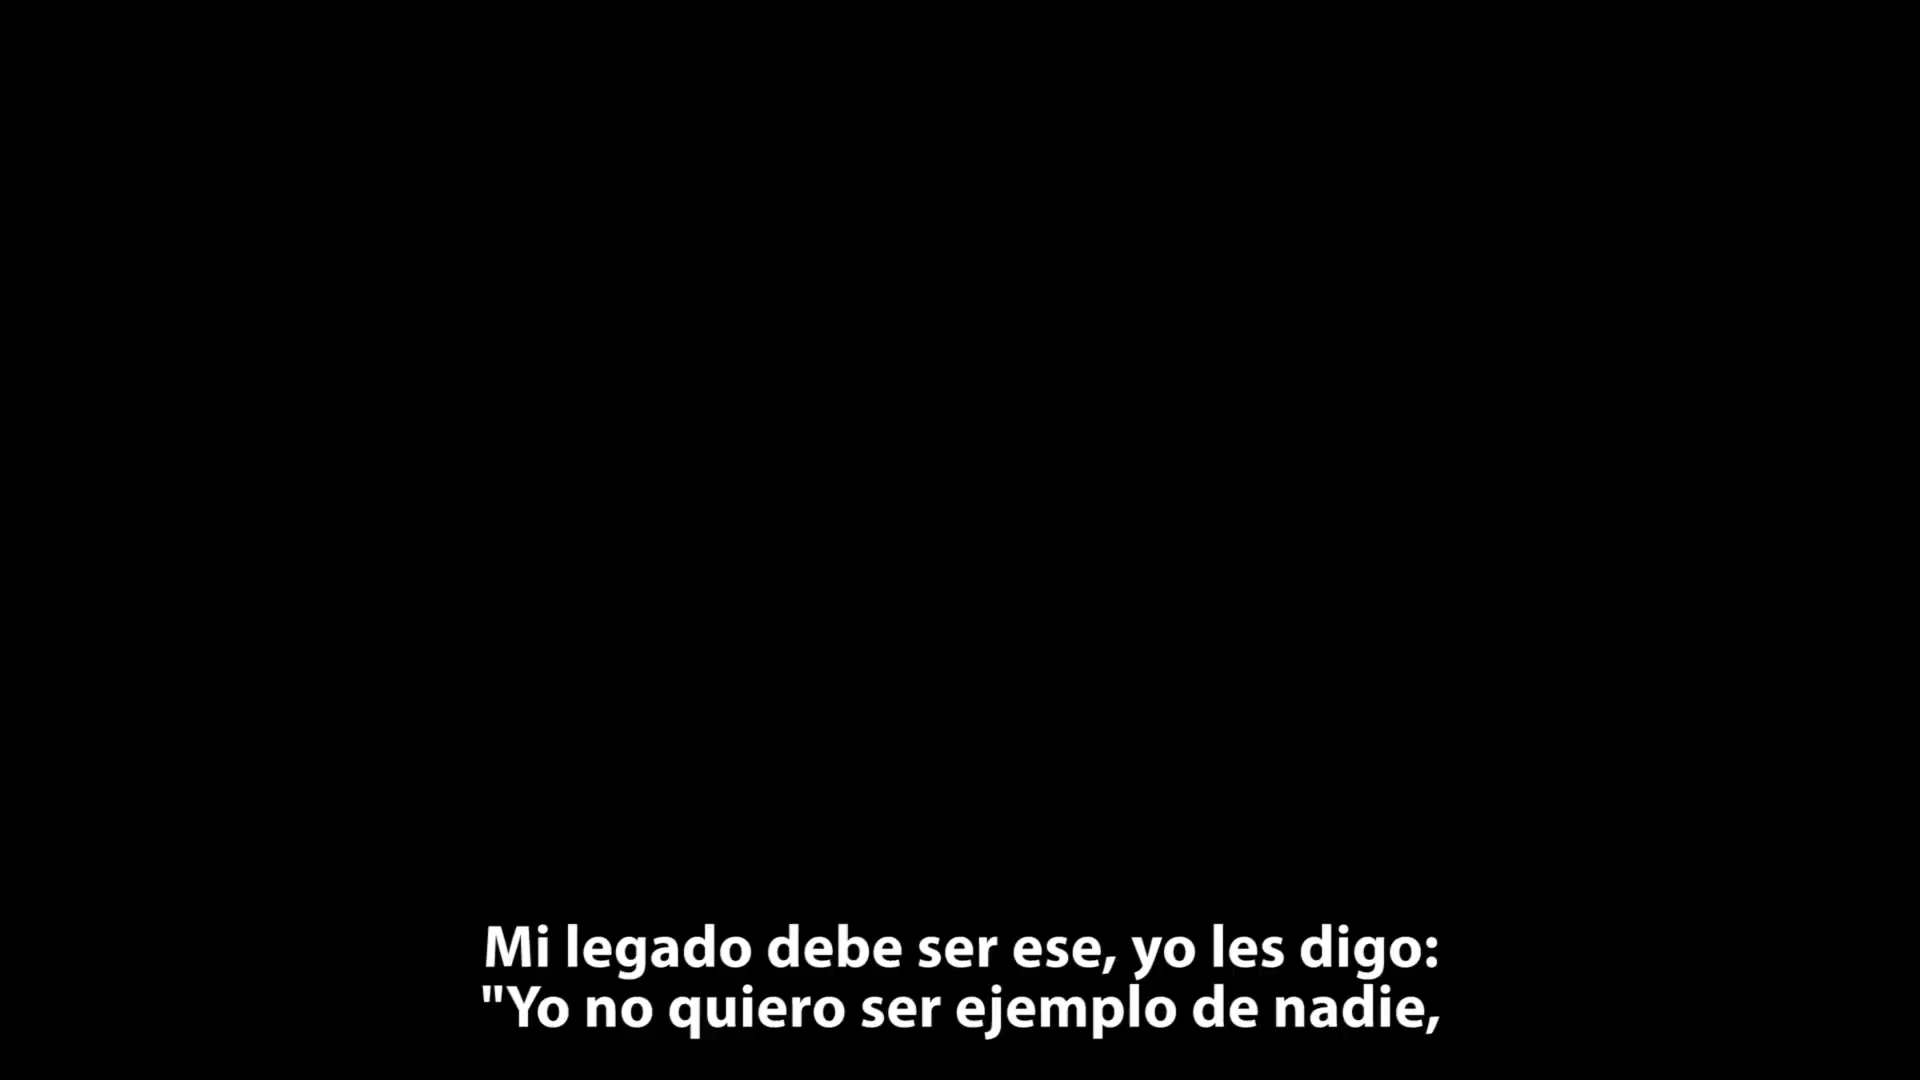 Mi legado debe ser ese, yo les digo:
"Yo no quiero ser ejemplo de nadie,